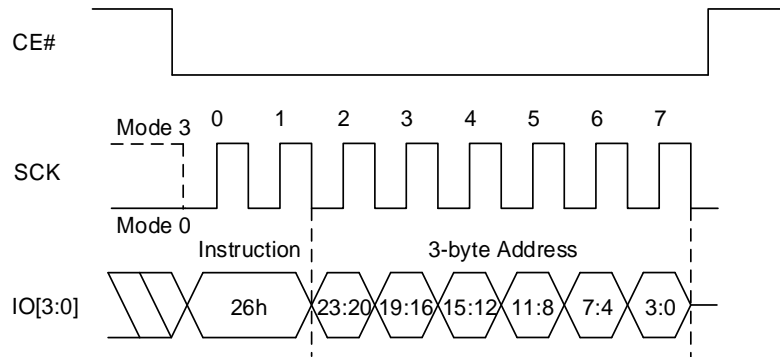 CE#
Mode 3
0 1 2 3 4 5 6 7
SCK
Mode 0
Instruction 3-byte Address
IO[3:0] 26h 23:20 19:16 15:12 11:8 7:4 3:0